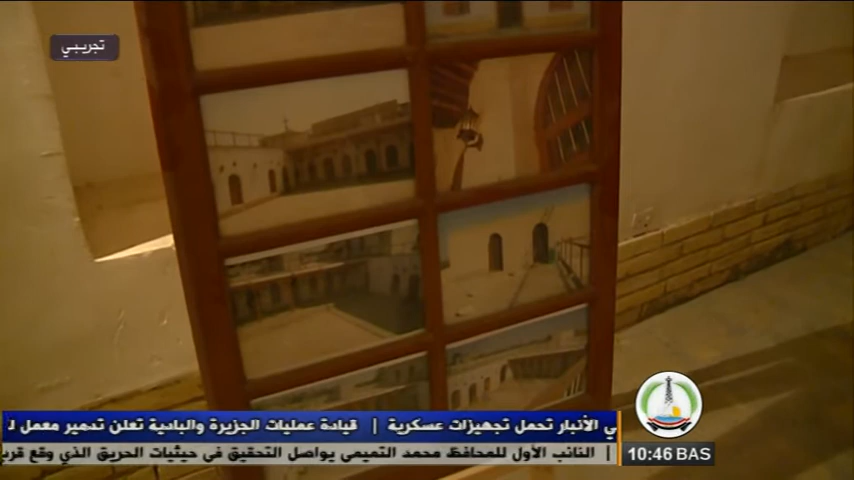 تجريبي
ي الأنبار تحمل تجهيزات عسكرية | قيادة عمليات الجزيرة والبادية تعلن تدمير معمل ل
| النائب الأول للمحافظ محمد التميمي يواصل التحقيق في حيثيات الحريق الذي وقع قرب
10:46 BAS